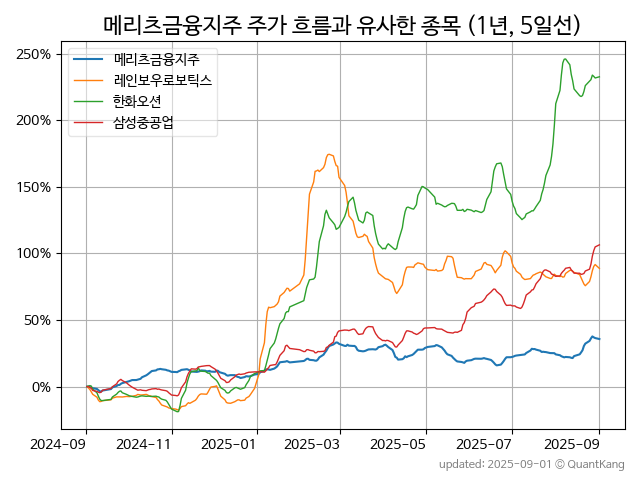 메리츠금융지주 주가 흐름과 유사한 종목 (1년, 5일선)
메리츠금융지주
레인보우로보틱스
한화오션
삼성중공업
250%
200%
150%
100%
50%
0%
2024-09
2024-11
2025-01
2025-03
2025-05
2025-07
2025-09
updated: 2025-09-01 © QuantKang